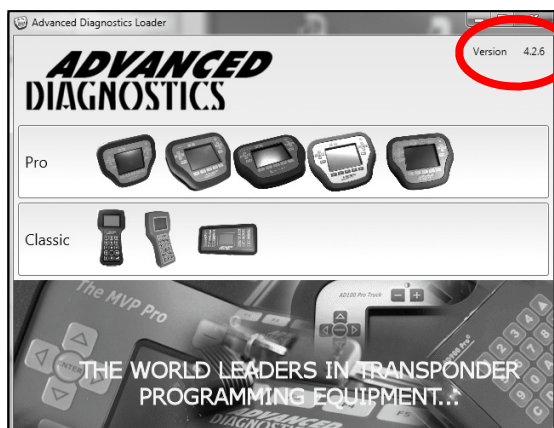 Advanced Diagnostics Loader
Version 4.2.6
ADVANCED
DIAGNOSTICS
Pro
Classic
The MVP Pro
AD100 Pro Truck
ENTER
THE WORLD LEADERS IN TRANSPONDER
PROGRAMMING EQUIPMENT...
ADVANCED
F5